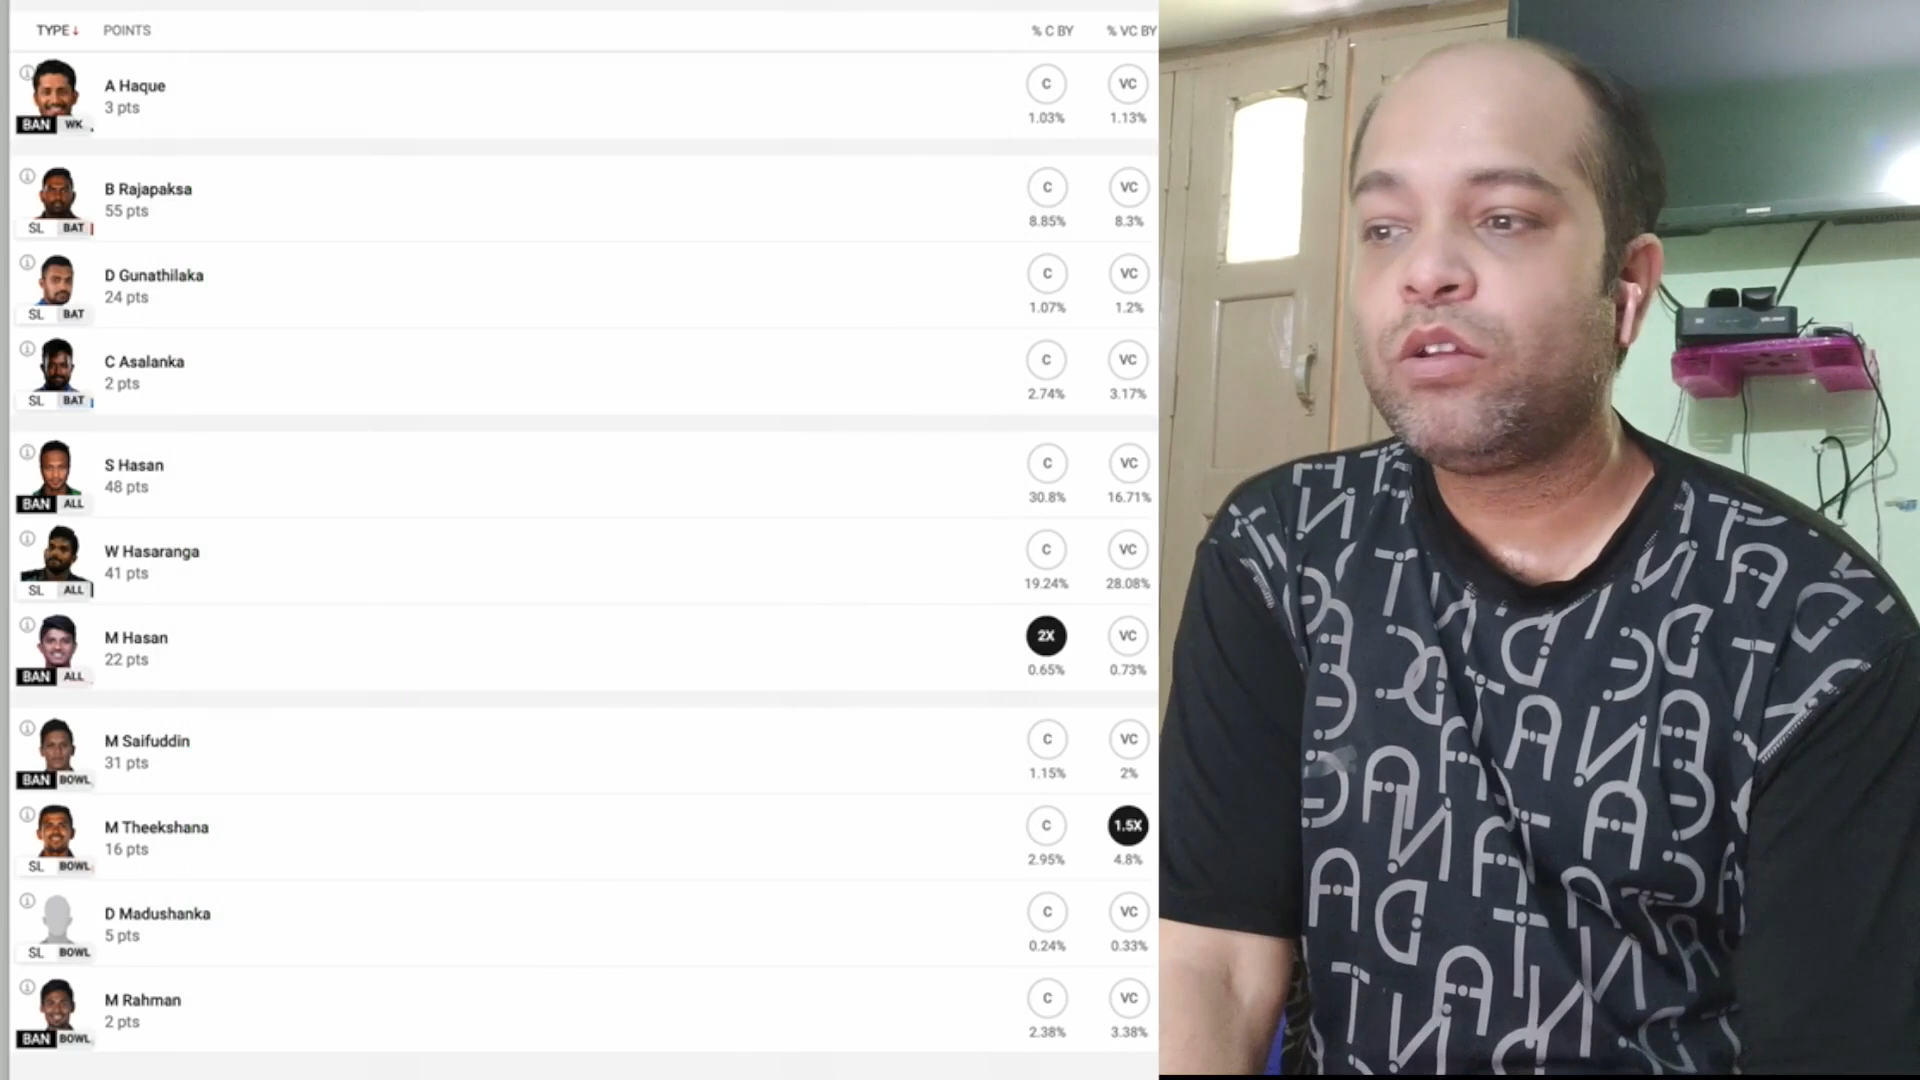 TYPE↓ POINTS % C BY % VC BY
A Haque
3 pts
BAN WK
C VC
1.03% 1.13%
B Rajapaksa
55 pts
SL BAT
C VC
8.85% 8.3%
D Gunathilaka
24 pts
SL BAT
C VC
1.07% 1.2%
C Asalanka
2 pts
SL BAT
C VC
2.74% 3.17%
S Hasan
48 pts
BAN ALL
C VC
30.8% 16.71%
W Hasaranga
41 pts
SL ALL
C VC
19.24% 28.08%
M Hasan
22 pts
BAN ALL
2X VC
0.65% 0.73%
M Saifuddin
31 pts
BAN BOWL
C VC
1.15% 2%
M Theekshana
16 pts
SL BOWL
C 1.5X
2.95% 4.8%
D Madushanka
5 pts
SL BOWL
C VC
0.24% 0.33%
M Rahman
2 pts
BAN BOWL
C VC
2.38% 3.38%